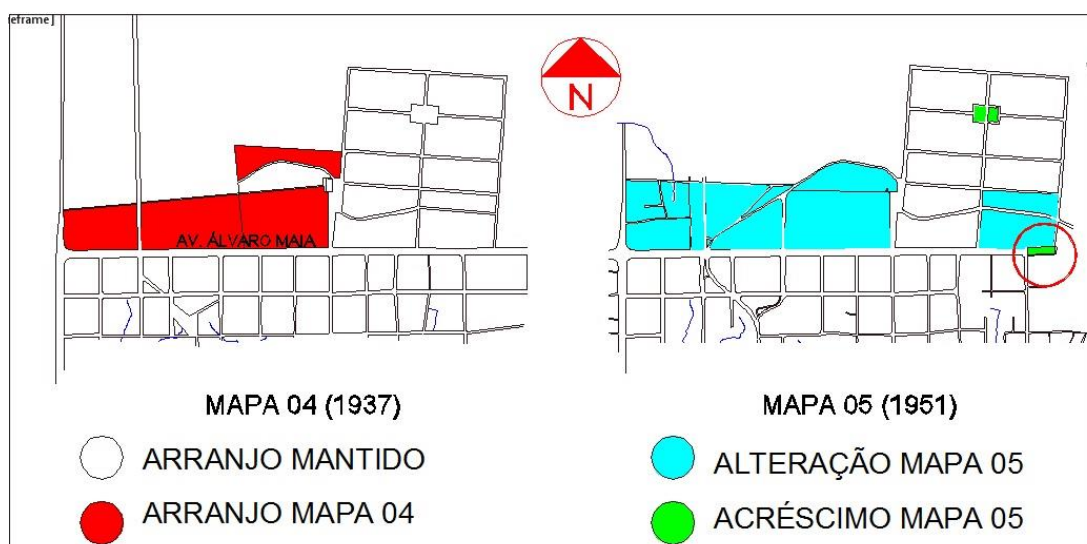 eframe]
N
AV. ÁLVARO MAIA
MAPA 04 (1937)
MAPA 05 (1951)
ARRANJO MANTIDO
ALTERAÇÃO MAPA 05
ARRANJO MAPA 04
ACRÉSCIMO MAPA 05